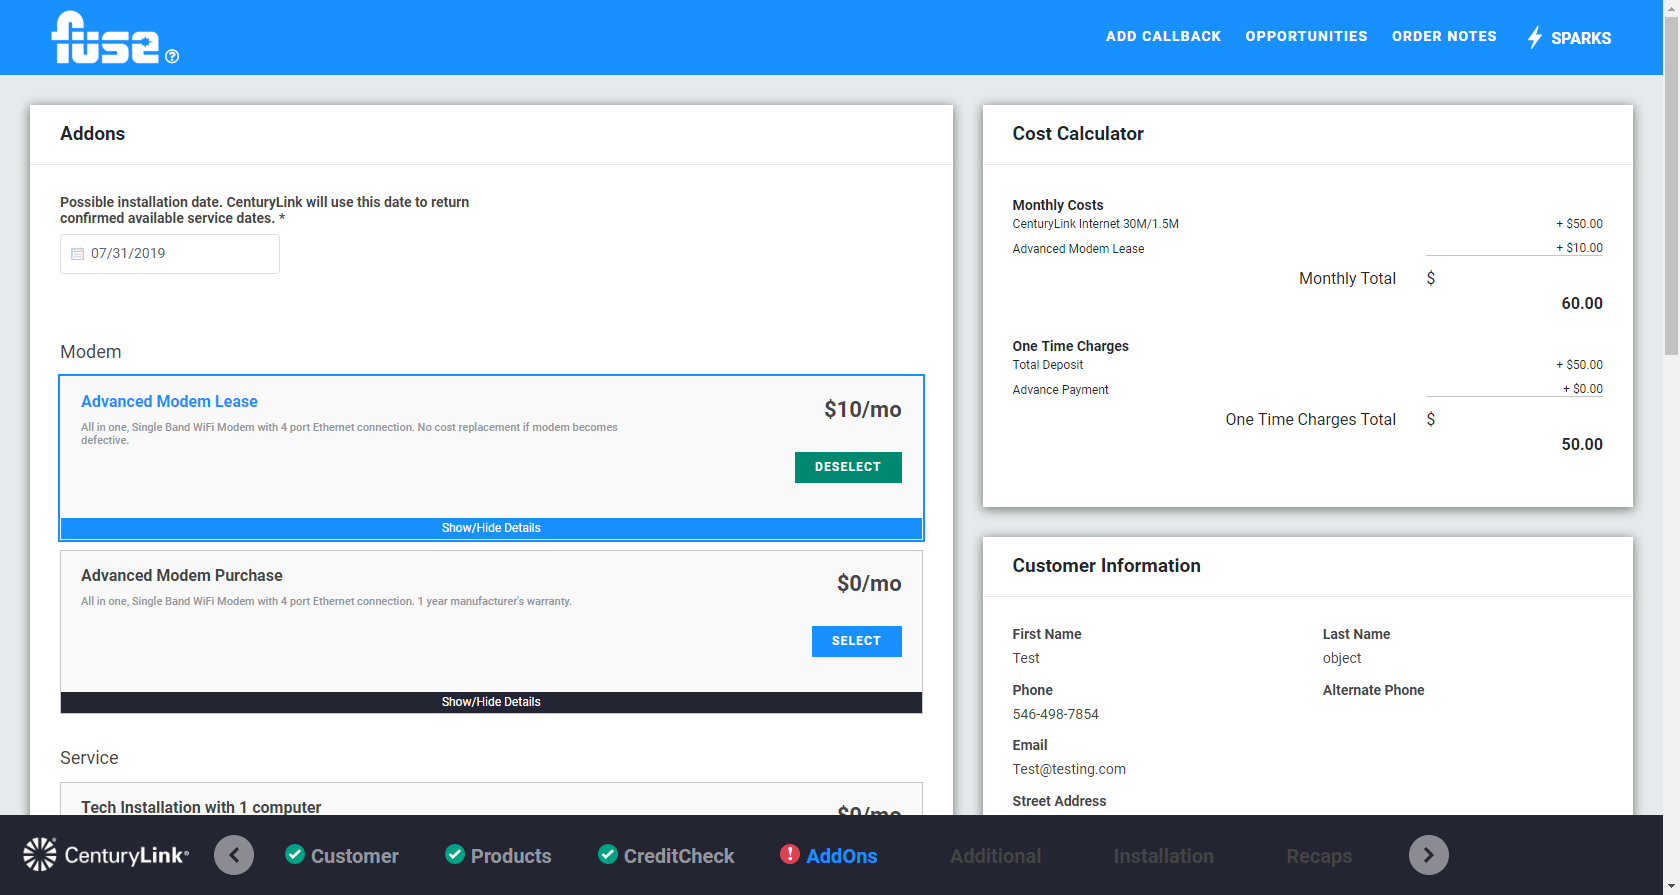 fuse
ADD CALLBACK
OPPORTUNITIES
ORDER NOTES
SPARKS
Addons
Possible installation date. CenturyLink will use this date to return
confirmed available service dates. *
07/31/2019
Modem
Advanced Modem Lease
$10/mo
All in one, Single Band WiFi Modem with 4 port Ethernet connection. No cost replacement if modem becomes
defective.
DESELECT
Show/Hide Details
Advanced Modem Purchase
$0/mo
All in one, Single Band WiFi Modem with 4 port Ethernet connection. 1 year manufacturer's warranty.
SELECT
Show/Hide Details
Service
Tech Installation with 1 computer
$0/mo
Cost Calculator
Monthly Costs
CenturyLink Internet 30M/1.5M + $50.00
Advanced Modem Lease + $10.00
Monthly Total $
60.00
One Time Charges
Total Deposit + $50.00
Advance Payment + $0.00
One Time Charges Total $
50.00
Customer Information
First Name
Last Name
Test
object
Phone
Alternate Phone
546-498-7854
Email
Test@testing.com
Street Address
CenturyLink®
Customer
Products
CreditCheck
AddOns
Additional
Installation
Recaps